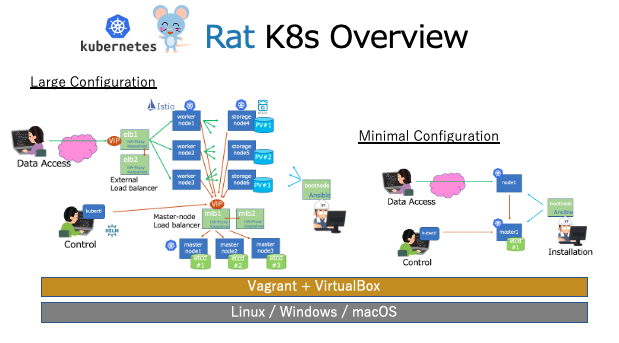 kubernetes
Rat K8s Overview
Large Configuration
Istio
worker node1
storage node4
PV#1
VIP
elb1
Data Access
elb2
worker node2
storage node5
PV#2
External Load balancer
worker node3
storage node6
PV#3
bootnode
Ansible
VIP
kubectl
Master-node Load balancer
mlb1
mlb2
Control
HELM
master node1
master node2
master node3
etcd #1
etcd #2
etcd #3
Minimal Configuration
Data Access
node1
bootnode
Ansible
kubectl
master1
etcd #1
Control
Installation
Vagrant + VirtualBox
Linux / Windows / macOS